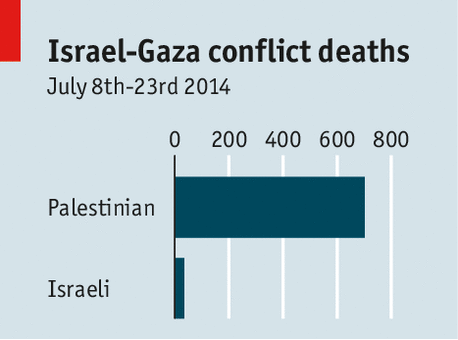 Israel-Gaza conflict deaths
July 8th-23rd 2014
0 200 400 600 800
Palestinian
Israeli